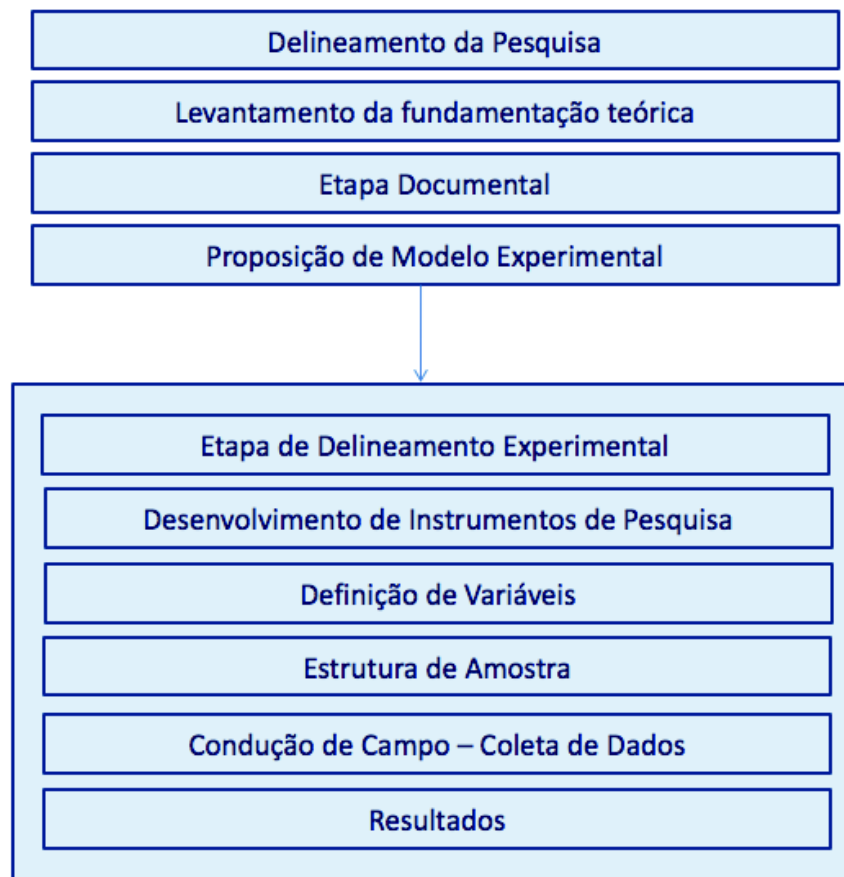 Delineamento da Pesquisa
Levantamento da fundamentação teórica
Etapa Documental
Proposição de Modelo Experimental
Etapa de Delineamento Experimental
Desenvolvimento de Instrumentos de Pesquisa
Definição de Variáveis
Estrutura de Amostra
Condução de Campo – Coleta de Dados
Resultados